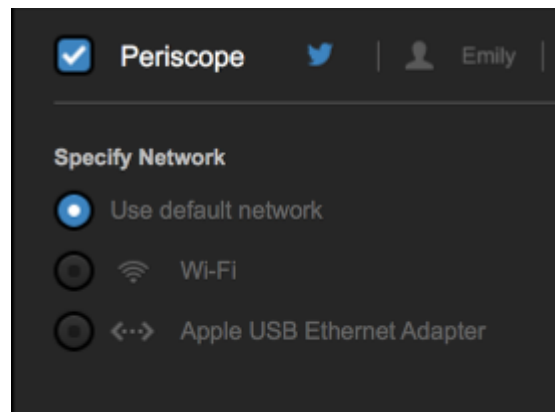 Periscope Emily
Specify Network
Use default network
Wi-Fi
Apple USB Ethernet Adapter